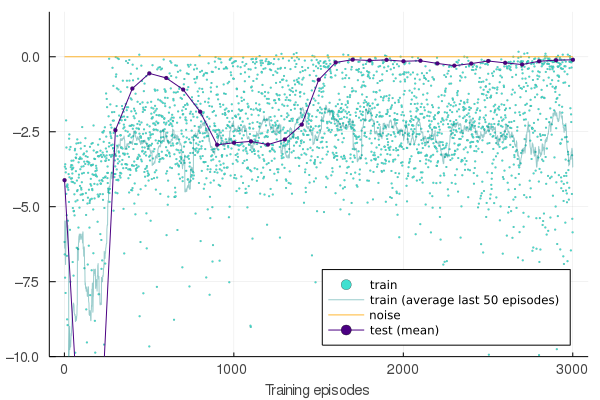 0.0
−2.5
−5.0
−7.5
−10.0
0
1000
2000
3000
Training episodes
train
train (average last 50 episodes)
noise
test (mean)